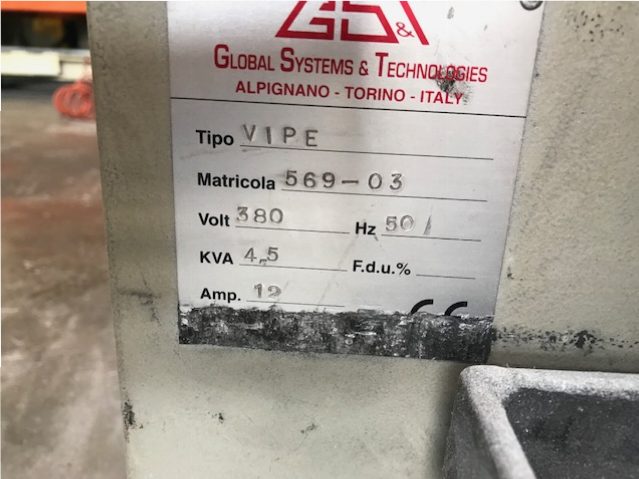 GS&T
GLOBAL SYSTEMS & TECHNOLOGIES
ALPIGNANO - TORINO - ITALY
Tipo VIPE
Matricola 569-03
Volt 380 Hz 50/
KVA 4,5 F.d.u.%
Amp. 12
CE